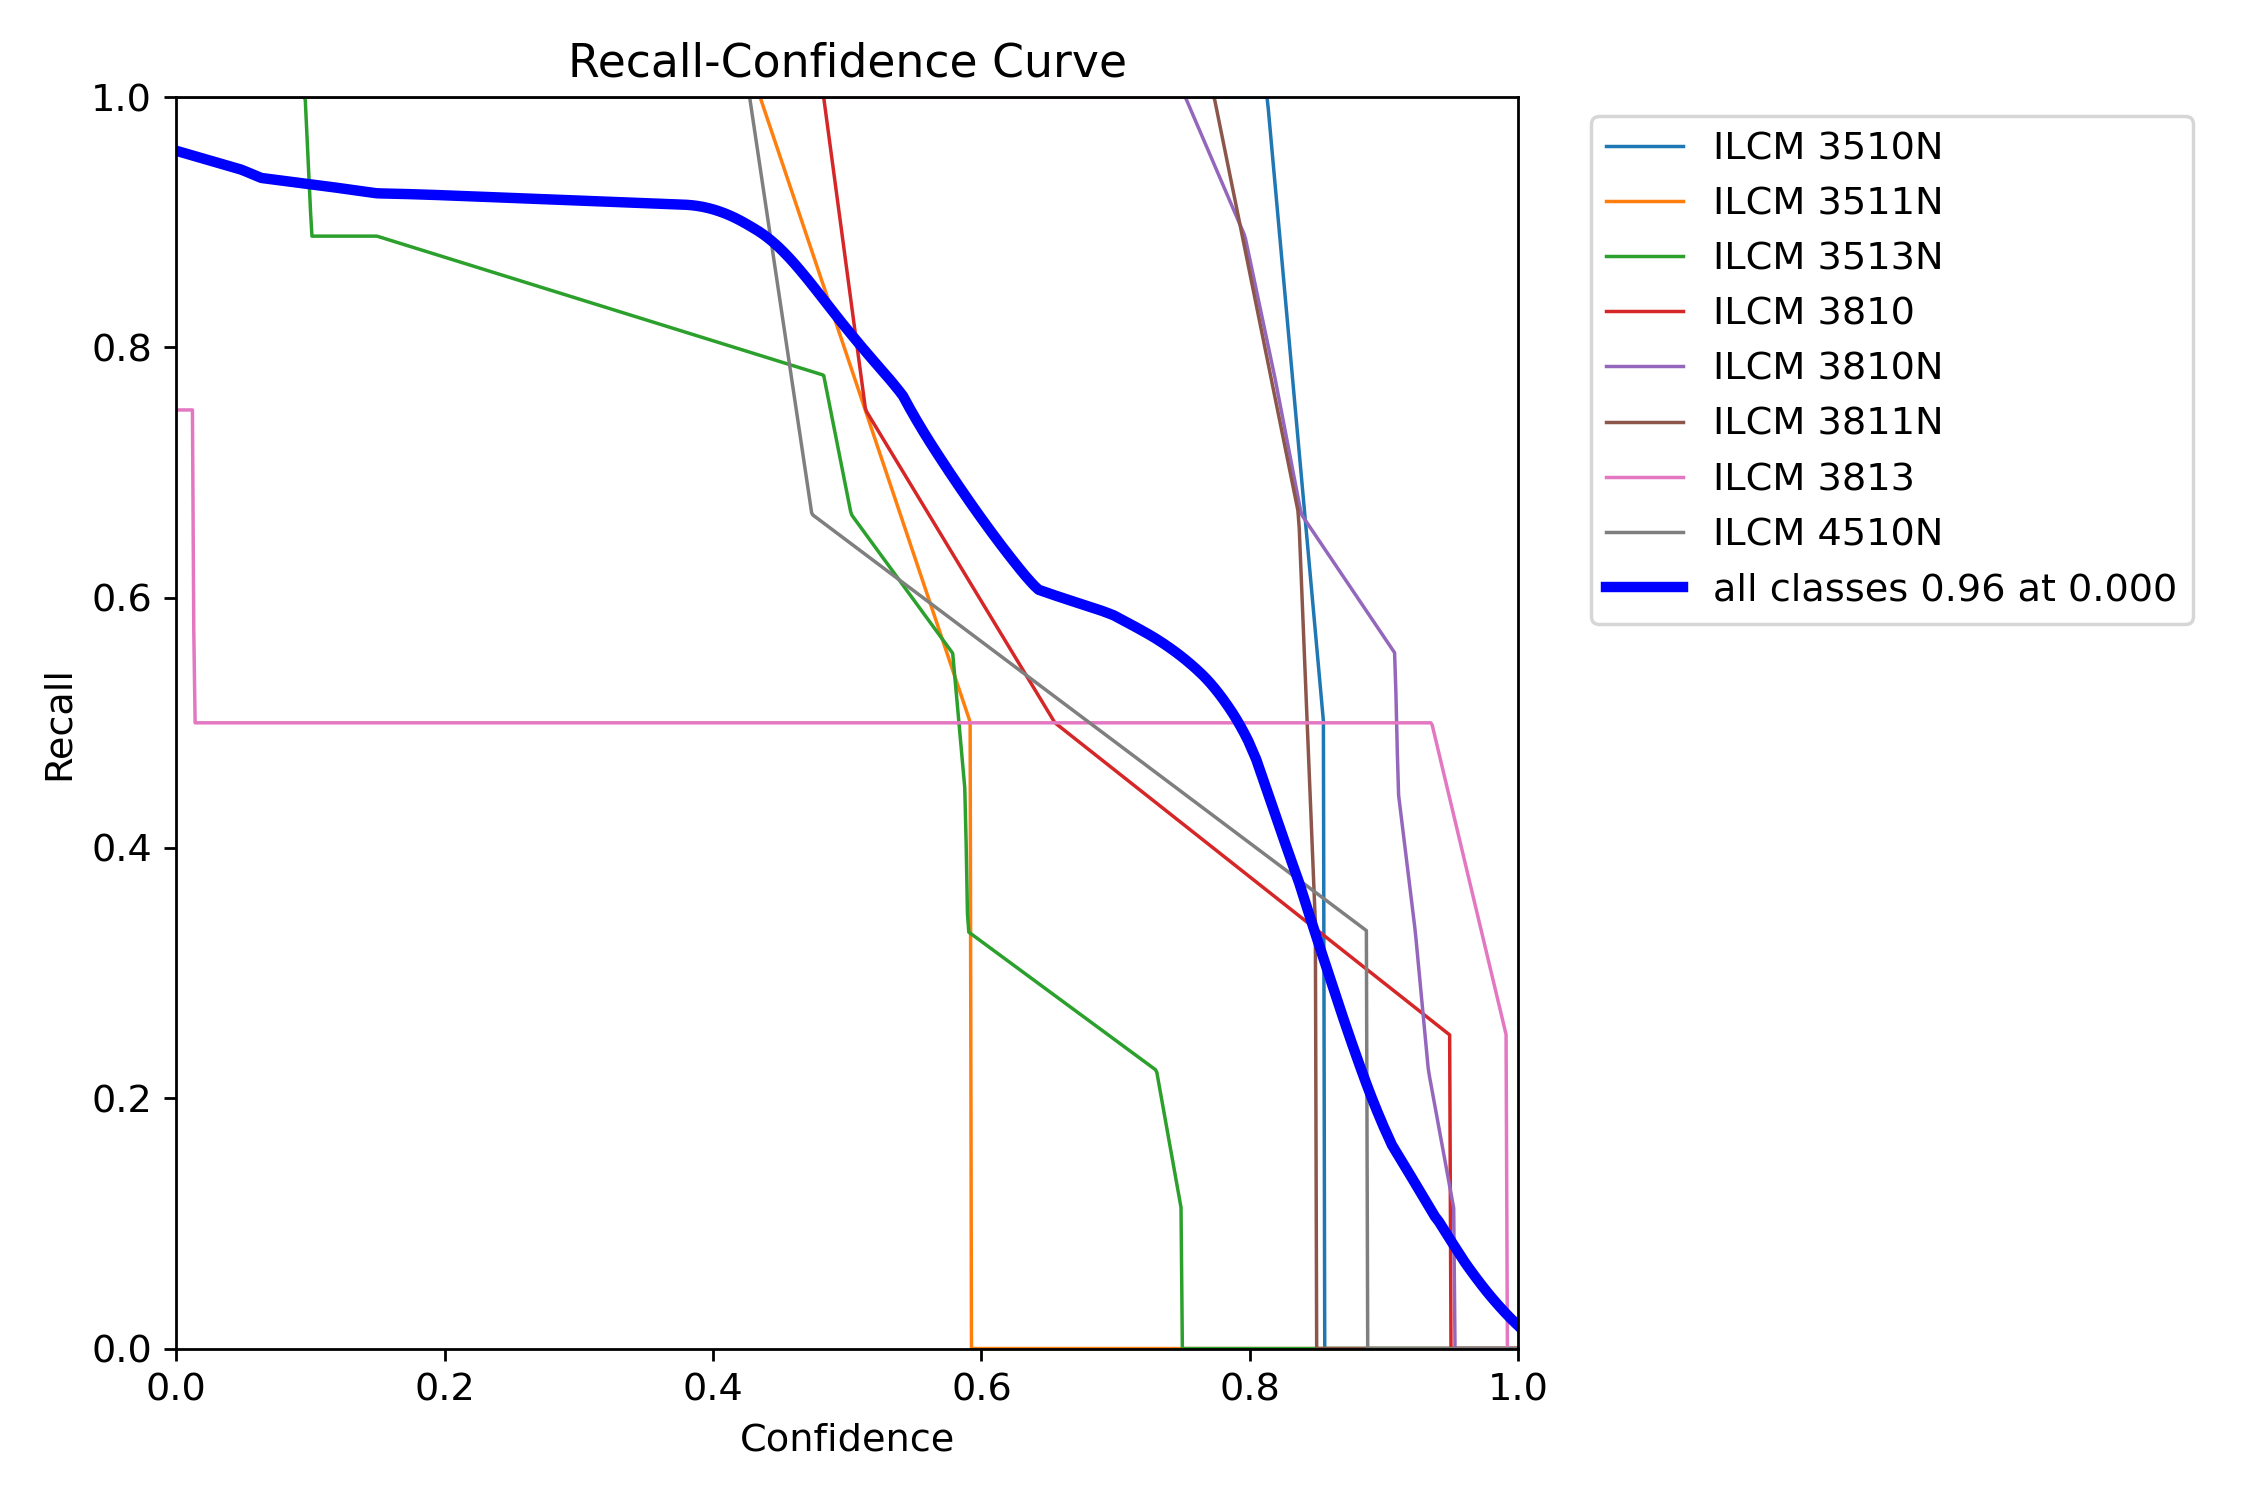 Recall-Confidence Curve
1.0
0.8
0.6
0.4
0.2
0.0
Recall
0.0 0.2 0.4 0.6 0.8 1.0
Confidence
ILCM 3510N
ILCM 3511N
ILCM 3513N
ILCM 3810
ILCM 3810N
ILCM 3811N
ILCM 3813
ILCM 4510N
all classes 0.96 at 0.000